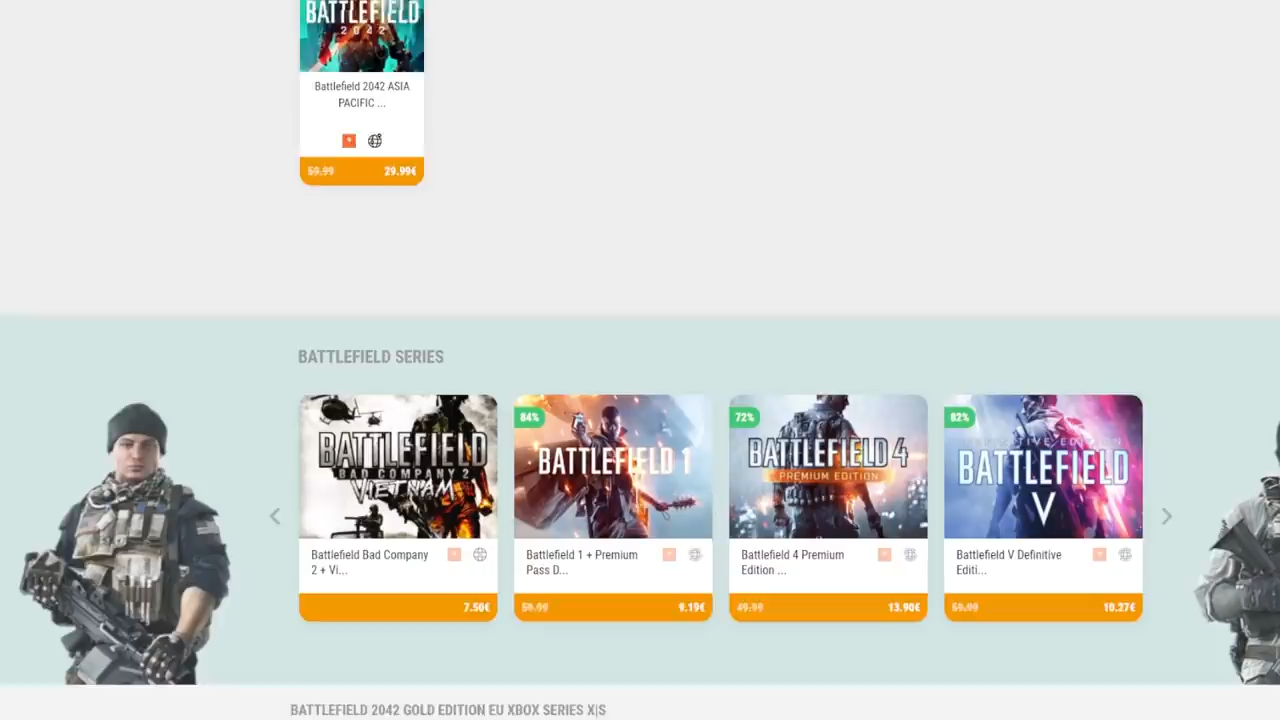 BATTLEFIELD
2042
Battlefield 2042 ASIA
PACIFIC ...
59.99
29.99€
BATTLEFIELD SERIES
BATTLEFIELD
BAD COMPANY 2
VIETNAM
Battlefield Bad Company
2 + Vi...
7.50€
84%
BATTLEFIELD 1
Battlefield 1 + Premium
Pass D...
59.99
9.19€
72%
BATTLEFIELD 4
PREMIUM EDITION
Battlefield 4 Premium
Edition ...
49.99
13.90€
82%
DEFINITIVE EDITION
BATTLEFIELD
V
Battlefield V Definitive
Editi...
59.99
10.27€
BATTLEFIELD 2042 GOLD EDITION EU XBOX SERIES X|S